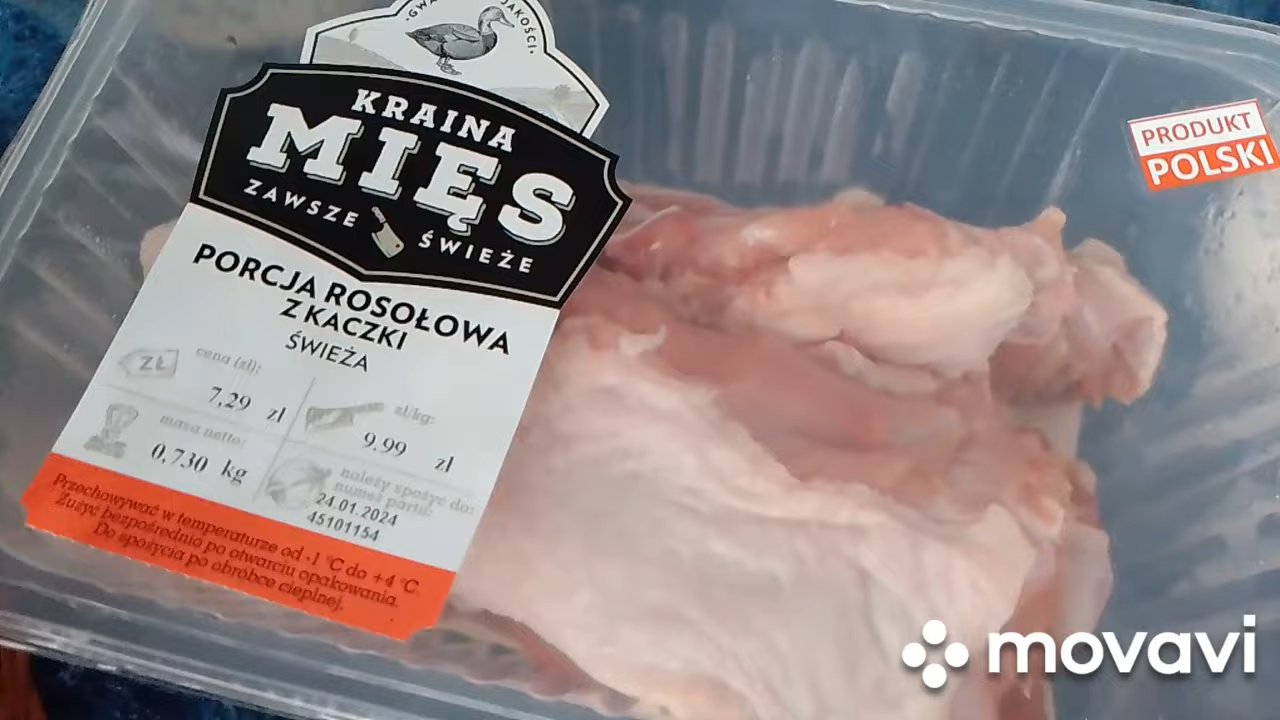 JAKOŚCI
KRAINA
MIĘS
ZAWSZE ŚWIEŻE
PORCJA ROSOŁOWA
Z KACZKI
ŚWIEŻA
ZŁ
cena (zł):
7,29 zł
zł/kg:
9.99 zł
masa netto:
0,730 kg
należy spożyć do:
numer partii:
24.01.2024
45101154
Przechowywać w temperaturze od -1 °C do +4 °C.
Zużyć bezpośrednio po otwarciu opakowania.
Do spożycia po obróbce cieplnej.
PRODUKT
POLSKI
movavi